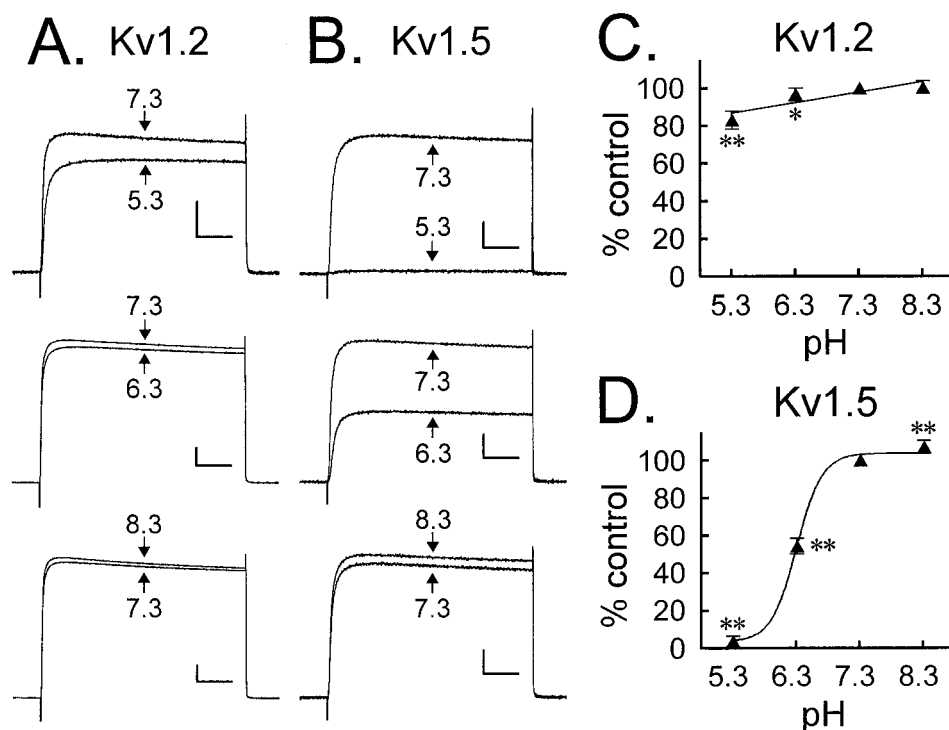 A. Kv1.2
7.3
5.3
7.3
6.3
8.3
7.3
B. Kv1.5
7.3
5.3
7.3
6.3
8.3
7.3
C. Kv1.2
% control
100
80
60
40
20
0
**
*
5.3 6.3 7.3 8.3
pH
D. Kv1.5
% control
100
80
60
40
20
0
**
**
**
5.3 6.3 7.3 8.3
pH